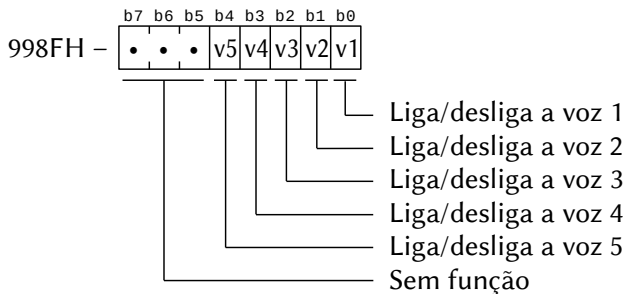 b7 b6 b5 b4 b3 b2 b1 b0
998FH – • • • v5 v4 v3 v2 v1
Liga/desliga a voz 1
Liga/desliga a voz 2
Liga/desliga a voz 3
Liga/desliga a voz 4
Liga/desliga a voz 5
Sem função